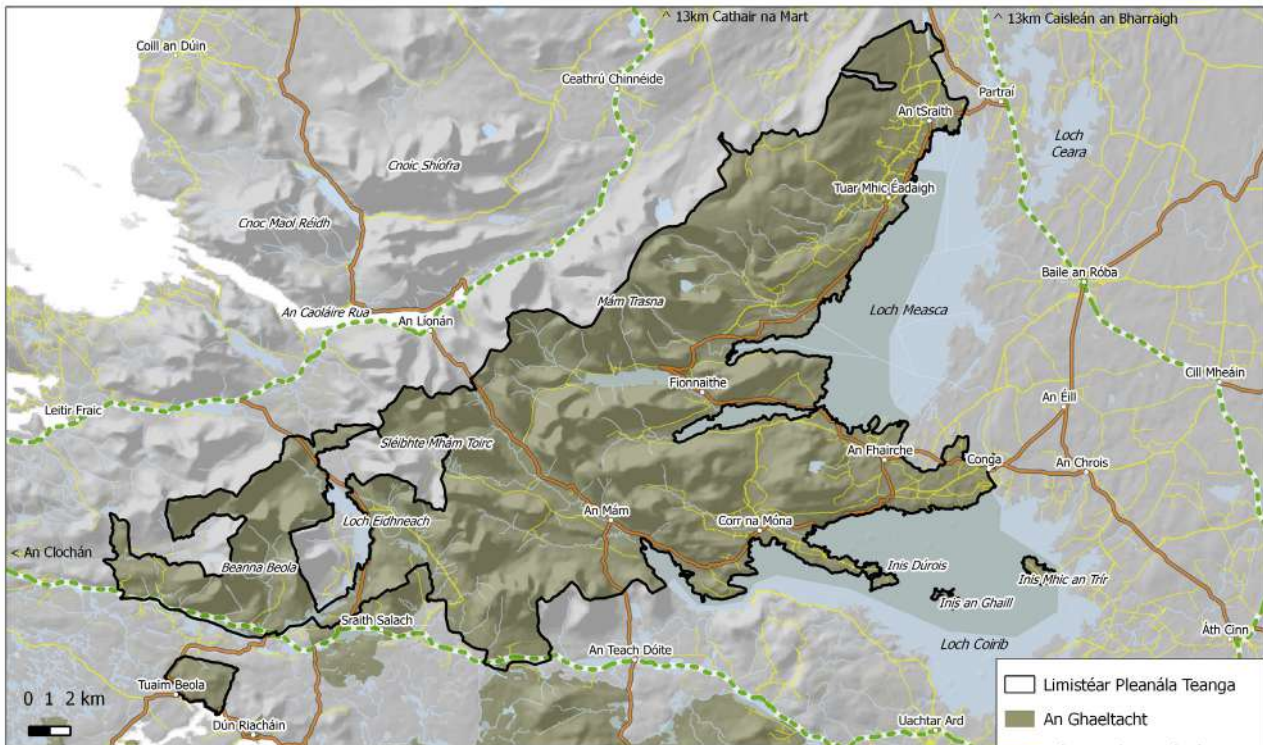 ^ 13km Cathair na Mart
^ 13km Caisleán an Bharraigh
Coill an Dúin
Ceathrú Chinnéide
Partraí
An tSraith
Loch
Ceara
Cnoic Shíofra
Tuar Mhic Éadaigh
Cnoc Maol Réidh
Baile an Róba
Mám Trasna
An Caoláire Rua
An Líonán
Loch Measca
Fionnaithe
Cill Mheáin
Leitir Fraic
An Éill
Sléibhte Mhám Toirc
An Fhairche
Conga
An Chrois
Loch Eidhneach
An Mám
Corr na Móna
< An Clochán
Beanna Beola
Inis Dúrois
Inis Mhic an Trír
Inis an Ghaill
Sraith Salach
Áth Cinn
An Teach Dóite
Loch Coirib
0 1 2 km
Tuaim Beola
Dún Riacháin
Uachtar Ard
Limistéar Pleanála Teanga
An Ghaeltacht